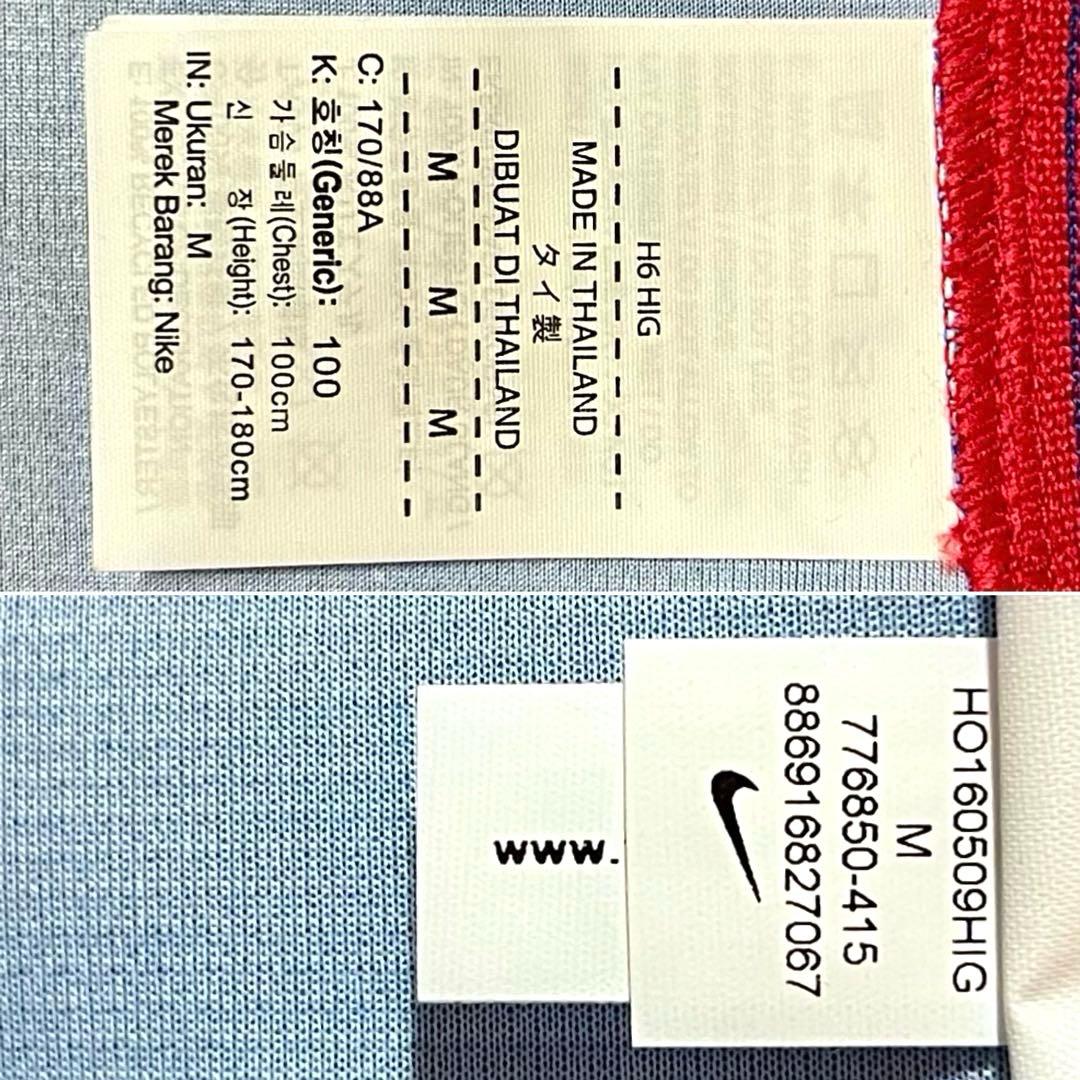 H6 HIG
MADE IN THAILAND
タイ製
DIBUAT DI THAILAND
M M M
C: 170/88A
K: 호칭(Generic): 100
가슴둘레(Chest): 100cm
신 장(Height): 170-180cm
IN: Ukuran: M
Merek Barang: Nike
HO160509HIG
M
776850-415
886916827067
www.